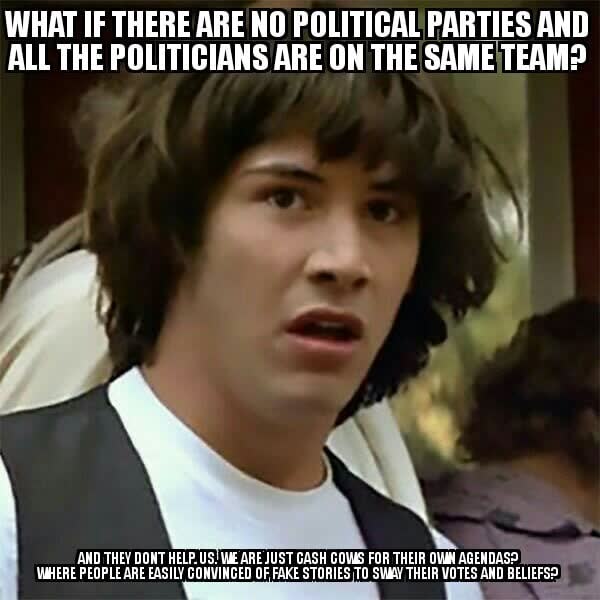 WHAT IF THERE ARE NO POLITICAL PARTIES AND
ALL THE POLITICIANS ARE ON THE SAME TEAM?
AND THEY DONT HELP US. WE ARE JUST CASH COWS FOR THEIR OWN AGENDAS?
WHERE PEOPLE ARE EASILY CONVINCED OF FAKE STORIES TO SWAY THEIR VOTES AND BELIEFS?